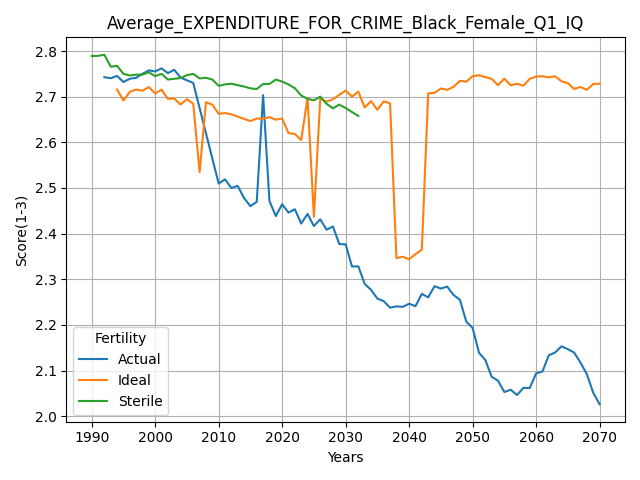 Average_EXPENDITURE_FOR_CRIME_Black_Female_Q1_IQ
Score(1-3)
2.8
2.7
2.6
2.5
2.4
2.3
2.2
2.1
2.0
Fertility
Actual
Ideal
Sterile
1990 2000 2010 2020 2030 2040 2050 2060 2070
Years